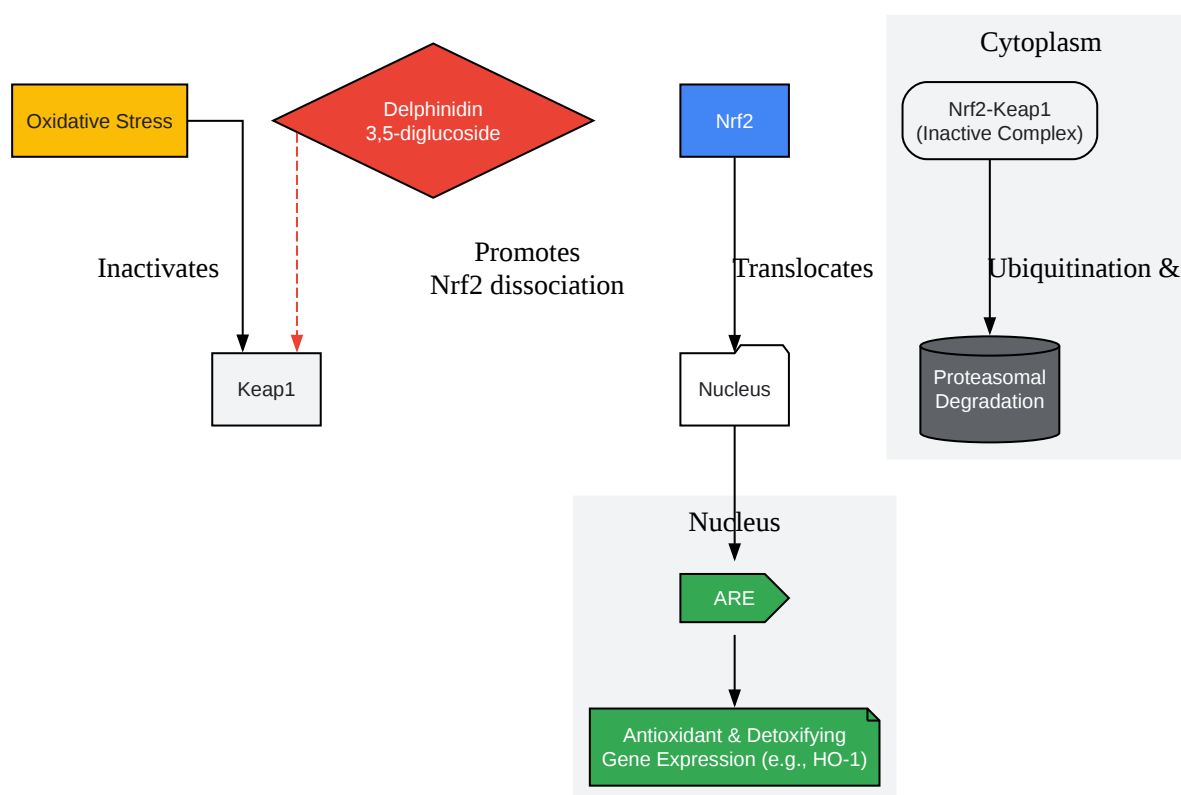 Cytoplasm
Oxidative Stress
Delphinidin
3,5-diglucoside
Nrf2
Nrf2-Keap1
(Inactive Complex)
Inactivates
Promotes
Nrf2 dissociation
Translocates
Ubiquitination &
Keap1
Nucleus
Proteasomal
Degradation
Nucleus
ARE
Antioxidant & Detoxifying
Gene Expression (e.g., HO-1)